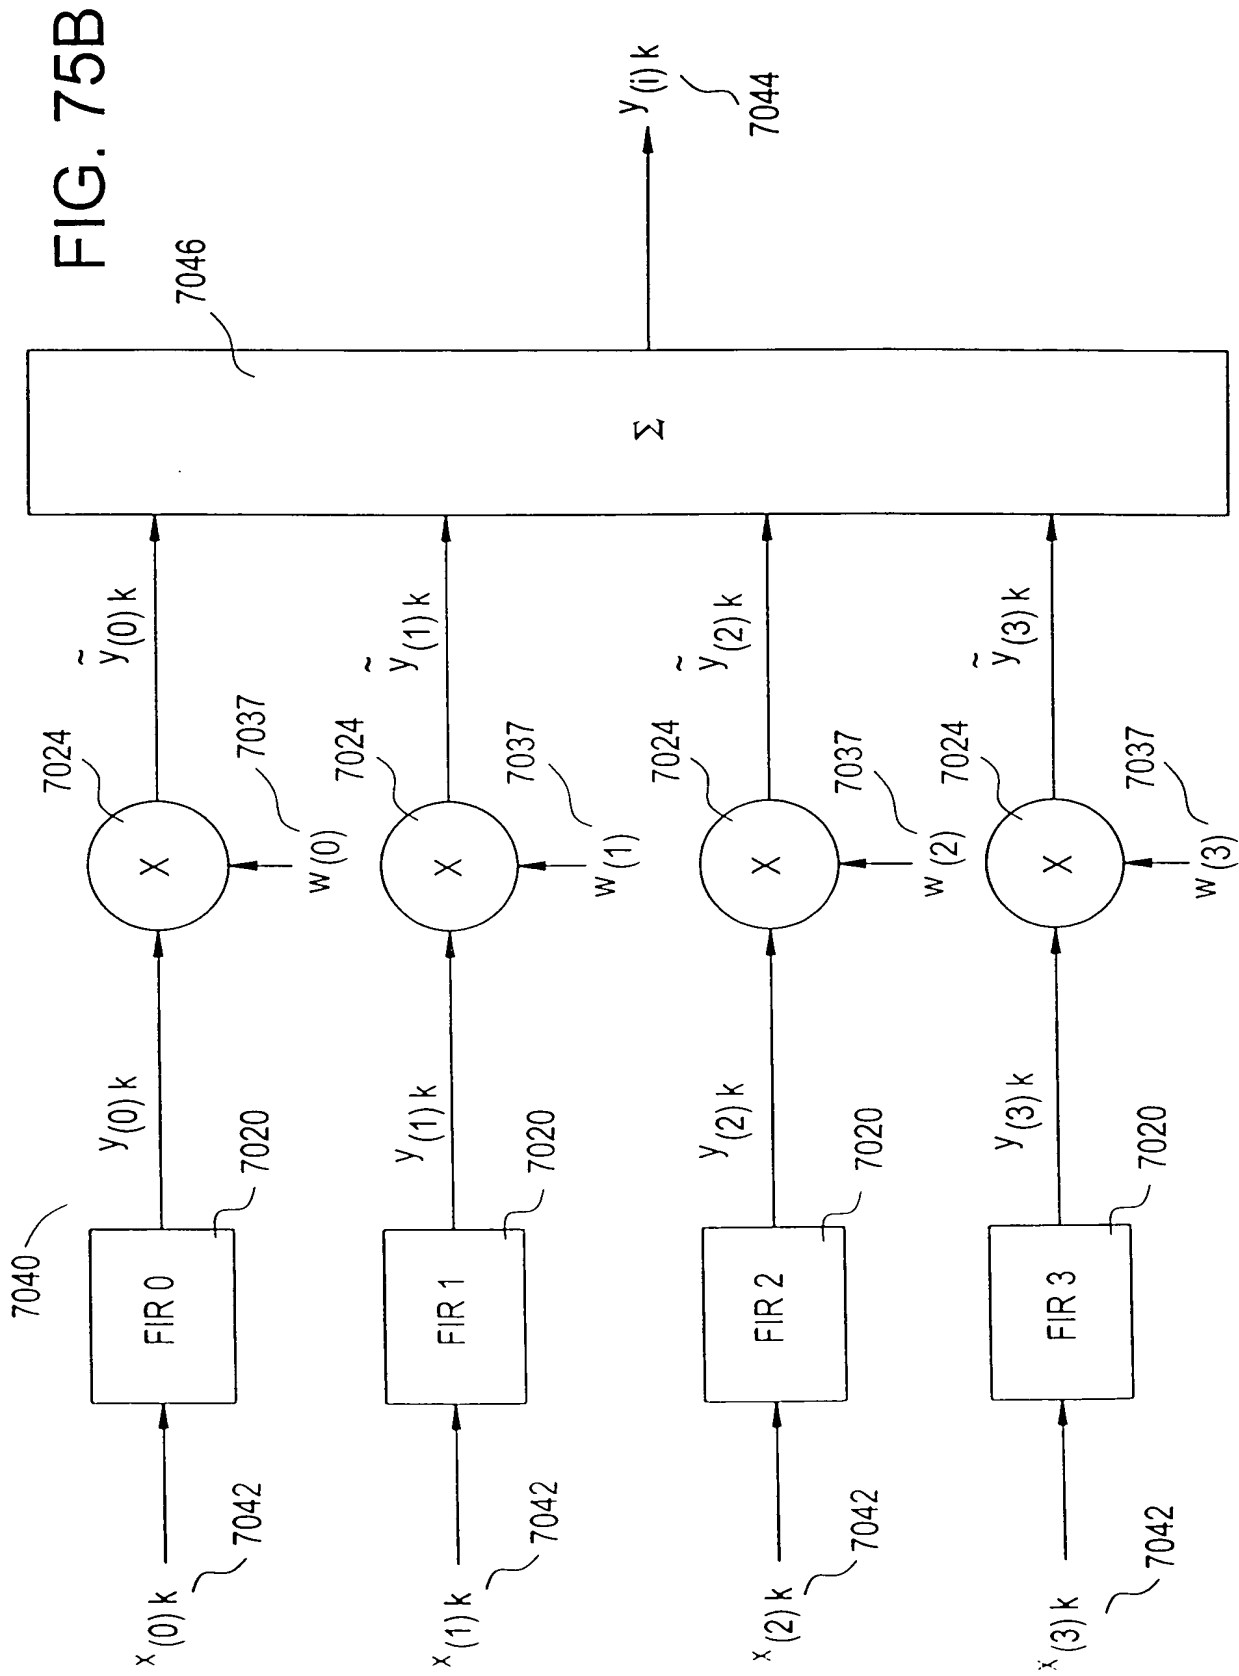 FIG. 75B
7040
x(0)k
7042
FIR 0
7020
y(0)k
X
7024
w(0)
7037
ỹ(0)k
x(1)k
7042
FIR 1
7020
y(1)k
X
7024
w(1)
7037
ỹ(1)k
x(2)k
7042
FIR 2
7020
y(2)k
X
7024
w(2)
7037
ỹ(2)k
x(3)k
7042
FIR 3
7020
y(3)k
X
7024
w(3)
7037
ỹ(3)k
Σ
7046
y(i)k
7044